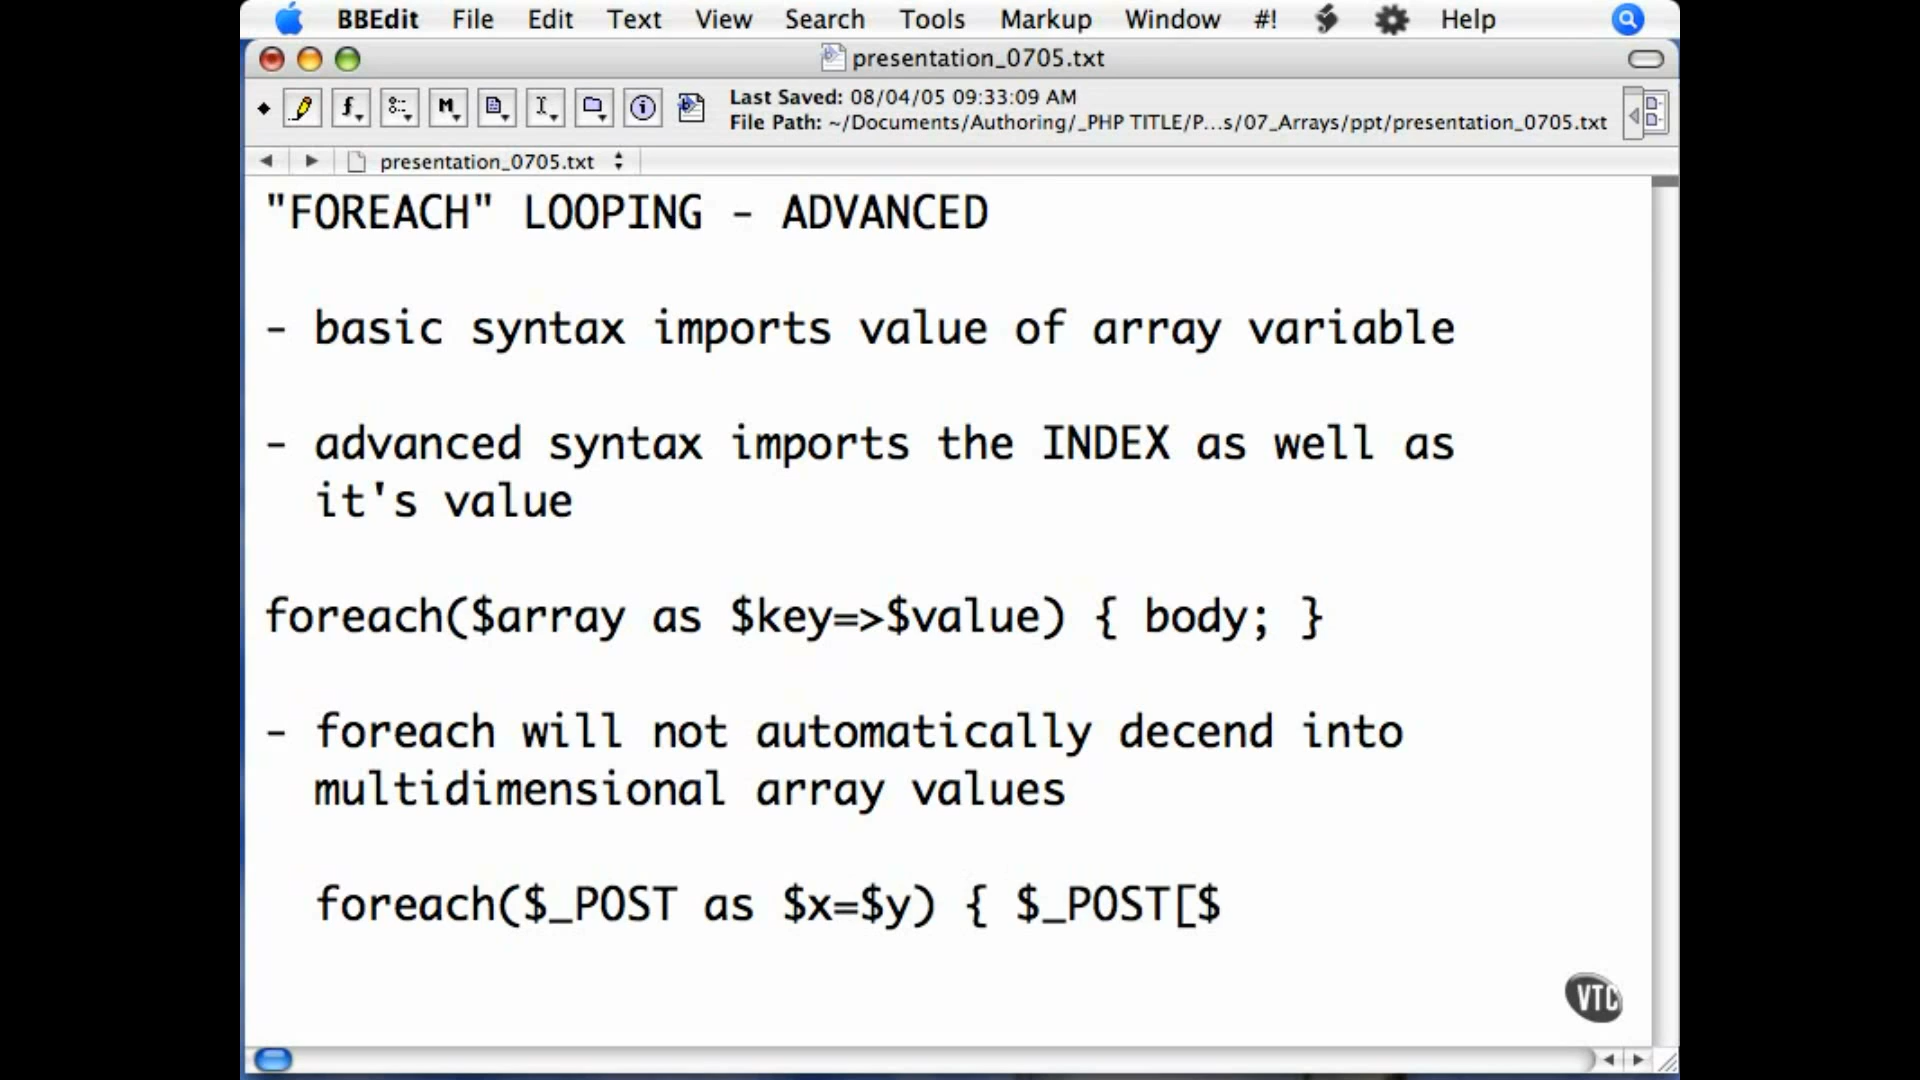 BBEdit File Edit Text View Search Tools Markup Window #! Help
presentation_0705.txt
Last Saved: 08/04/05 09:33:09 AM
File Path: ~/Documents/Authoring/_PHP TITLE/P...s/07_Arrays/ppt/presentation_0705.txt
presentation_0705.txt
"FOREACH" LOOPING - ADVANCED
- basic syntax imports value of array variable
- advanced syntax imports the INDEX as well as
it's value
foreach($array as $key=>$value) { body; }
- foreach will not automatically decend into
multidimensional array values
foreach($_POST as $x=$y) { $_POST[$
VTC